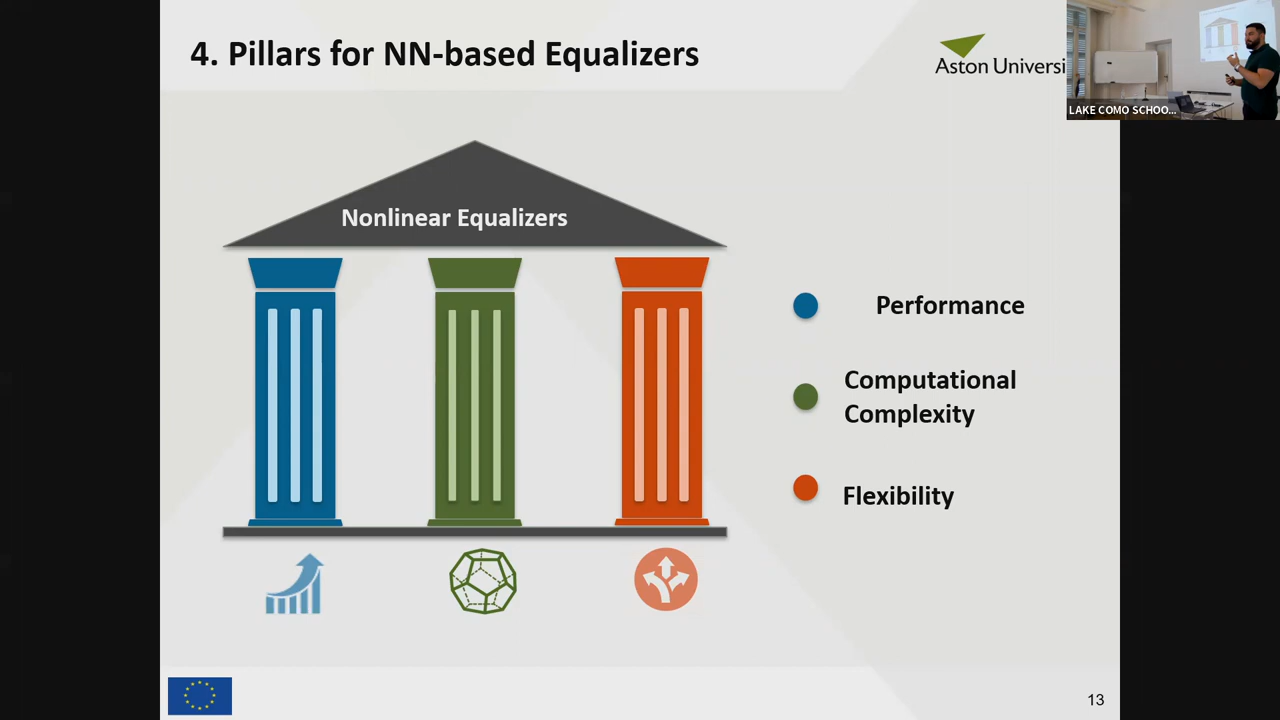 4. Pillars for NN-based Equalizers
Aston Universi
LAKE COMO SCHOO...
Nonlinear Equalizers
Performance
Computational
Complexity
Flexibility
13